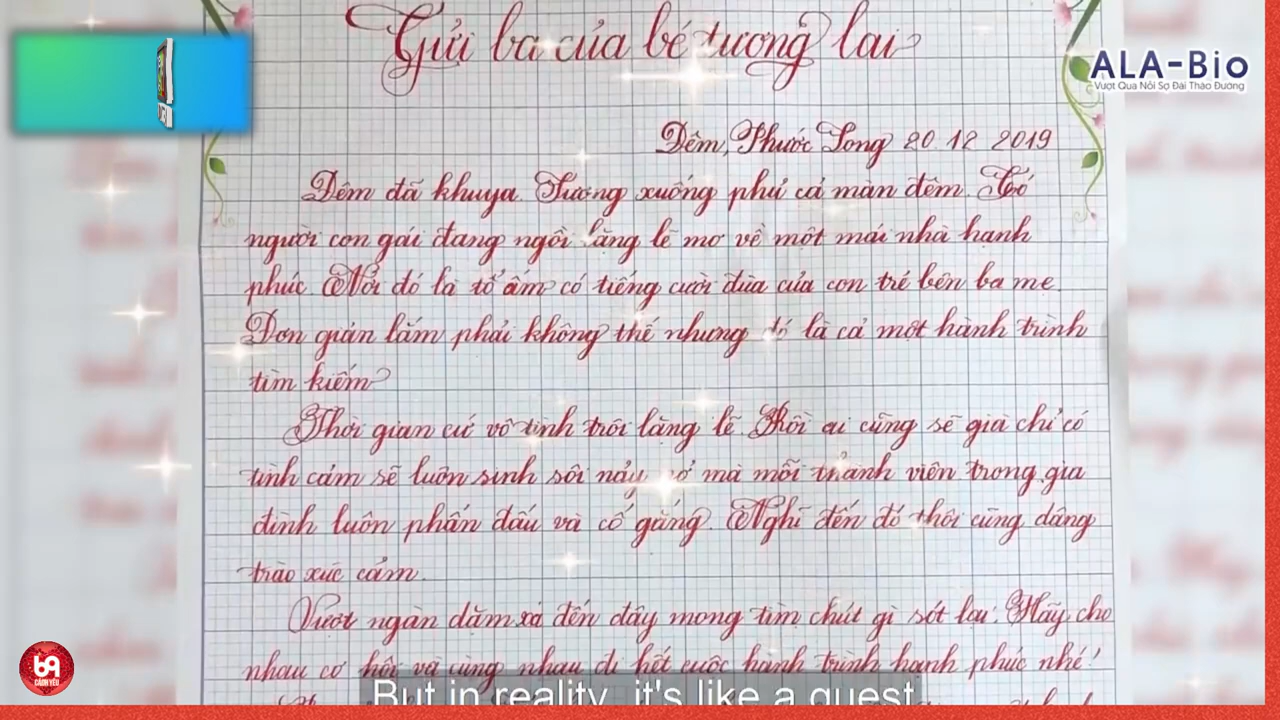 Gửi ba của bé tương lai
ALA-Bio
Vượt Qua Nỗi Sợ Đái Tháo Đường
Đêm, Phước Long 20.12.2019
Đêm đã khuya. Sương xuống phủ cả màn đêm. Có
người con gái đang ngồi lặng lẽ mơ về một mái nhà hạnh
phúc. Nơi đó là tổ ấm có tiếng cười đùa của con trẻ bên ba mẹ
Đơn giản lắm phải không thế nhưng đó là cả một hành trình
tìm kiếm
Thời gian cứ vô tình trôi lặng lẽ. Rồi ai cũng sẽ già chỉ có
tình cảm sẽ luôn sinh sôi nảy nở mà mỗi thành viên trong gia
đình luôn phấn đấu và cố gắng. Nghĩ đến đó thôi cũng dâng
trào xúc cảm.
Vượt ngàn dặm xa đến đây mong tìm chút gì sót lại. Hãy cho
nhau cơ hội và cùng nhau đi hết cuộc hành trình hạnh phúc nhé!
But in reality, it's like a quest
CÁNH YÊU